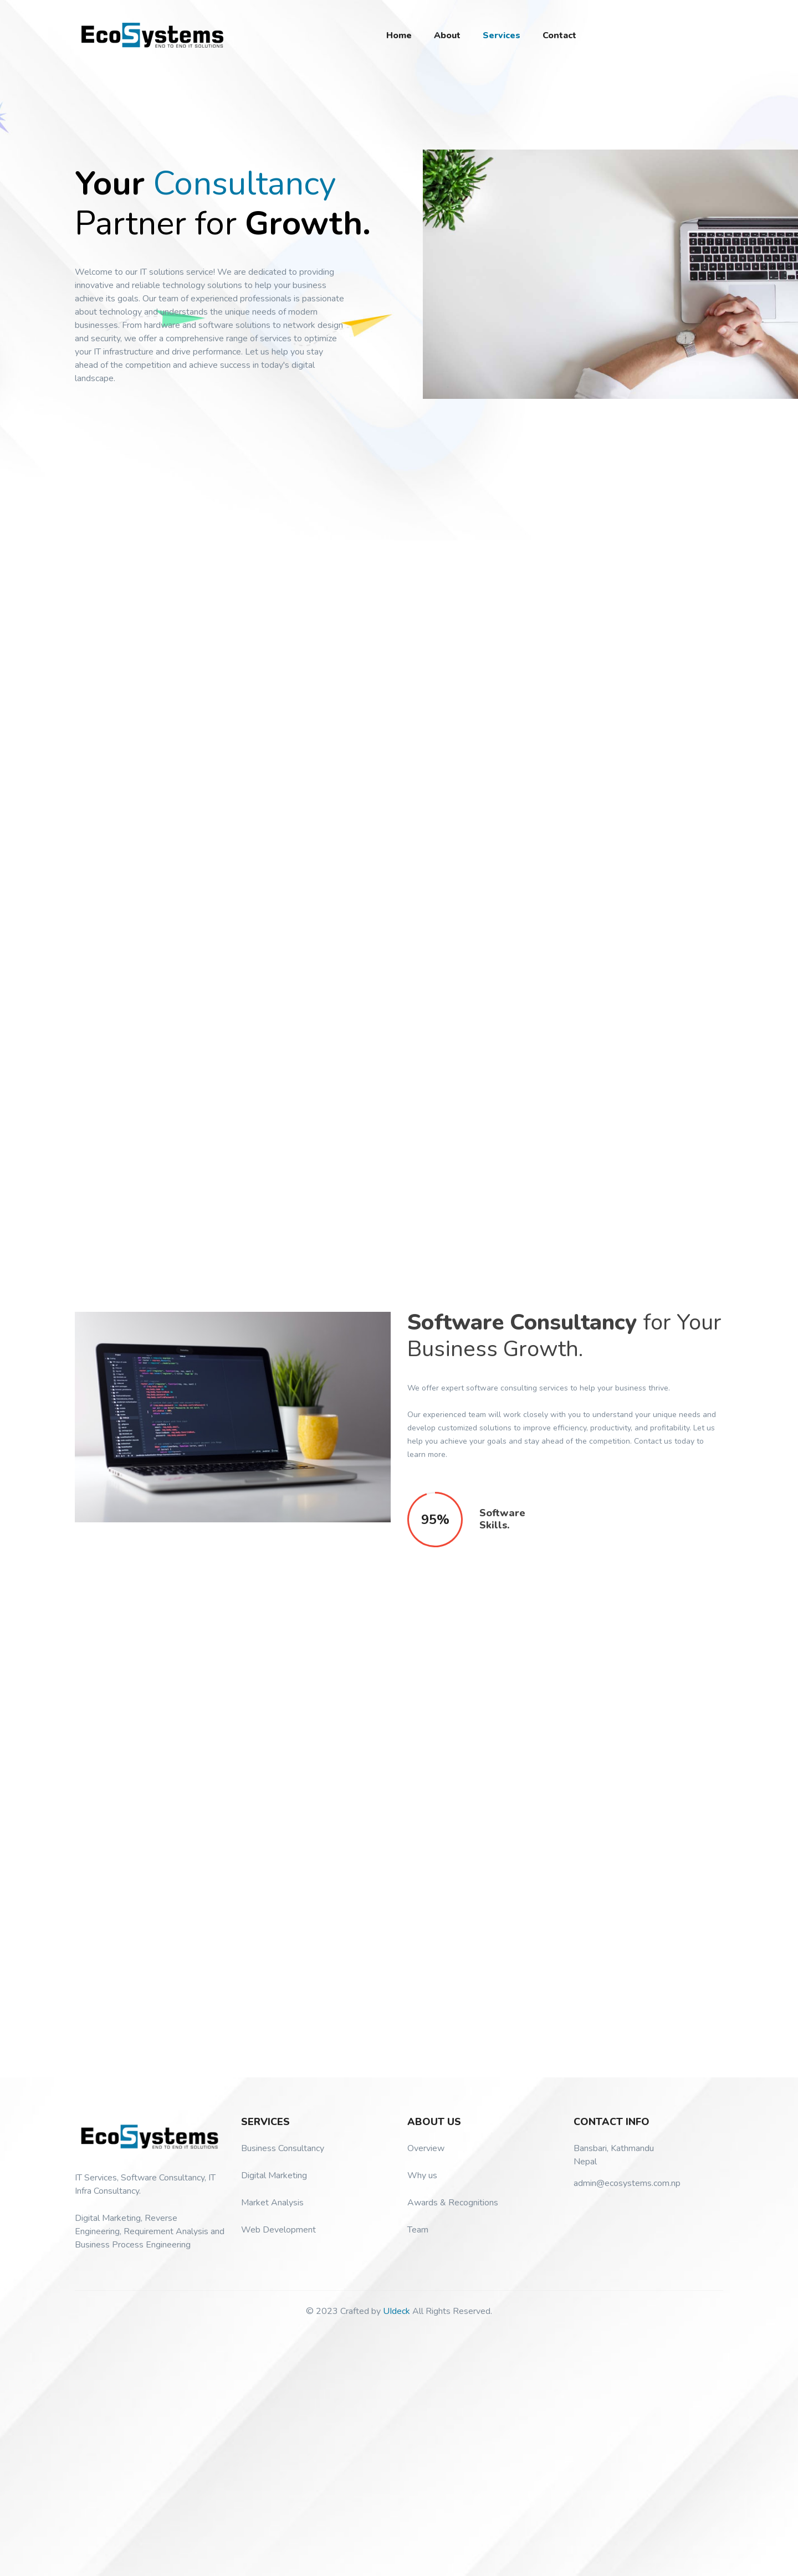 EcoSystems
END TO END IT SOLUTIONS
Home About Services Contact
Your Consultancy
Partner for Growth.
Welcome to our IT solutions service! We are dedicated to providing
innovative and reliable technology solutions to help your business
achieve its goals. Our team of experienced professionals is passionate
about technology and understands the unique needs of modern
businesses. From hardware and software solutions to network design
and security, we offer a comprehensive range of services to optimize
your IT infrastructure and drive performance. Let us help you stay
ahead of the competition and achieve success in today's digital
landscape.
Software Consultancy for Your
Business Growth.
We offer expert software consulting services to help your business thrive.
Our experienced team will work closely with you to understand your unique needs and
develop customized solutions to improve efficiency, productivity, and profitability. Let us
help you achieve your goals and stay ahead of the competition. Contact us today to
learn more.
95%
Software
Skills.
EcoSystems
END TO END IT SOLUTIONS
IT Services, Software Consultancy, IT
Infra Consultancy.
Digital Marketing, Reverse
Engineering, Requirement Analysis and
Business Process Engineering
SERVICES
Business Consultancy
Digital Marketing
Market Analysis
Web Development
ABOUT US
Overview
Why us
Awards & Recognitions
Team
CONTACT INFO
Bansbari, Kathmandu
Nepal
admin@ecosystems.com.np
© 2023 Crafted by UIdeck All Rights Reserved.